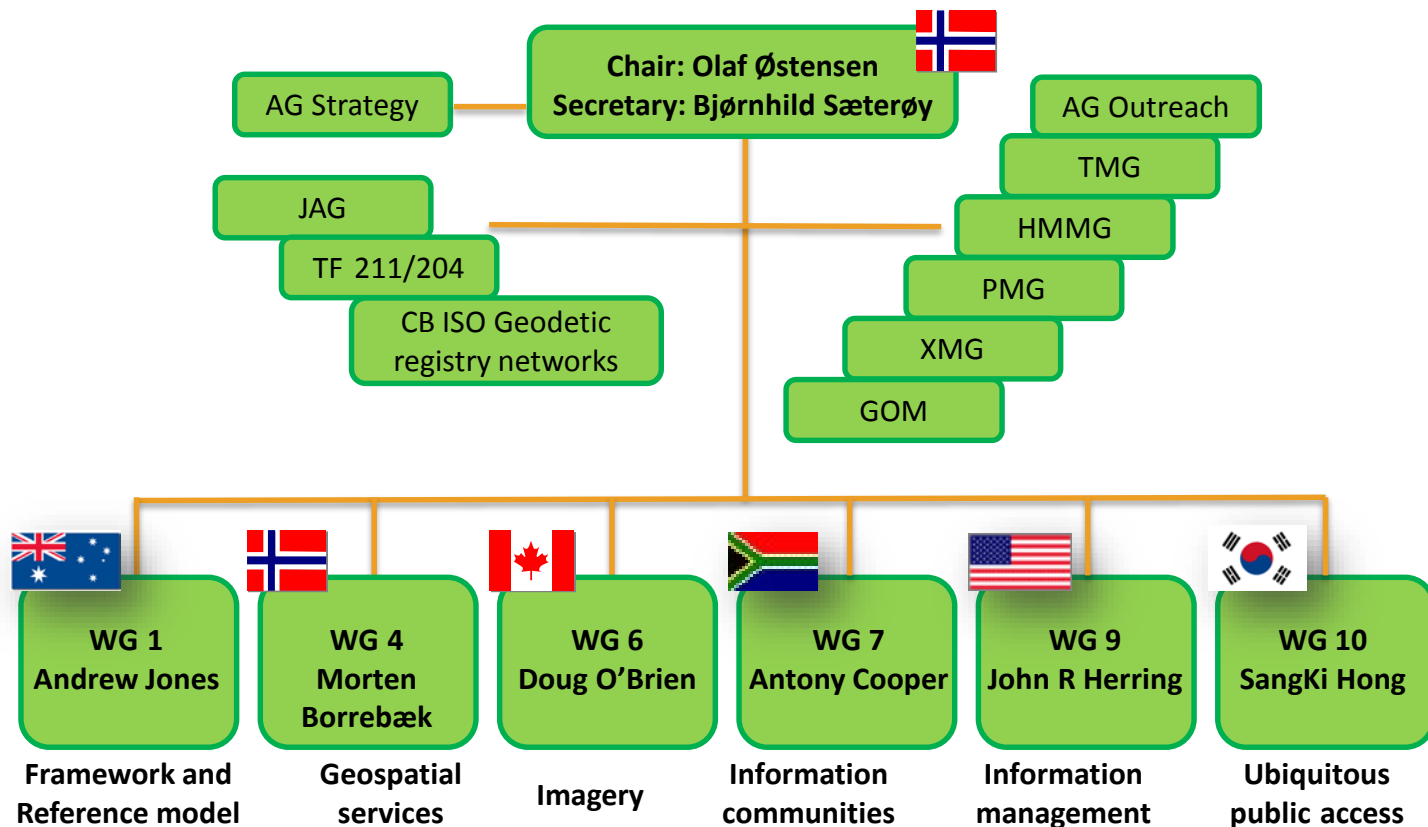 Chair: Olaf Østensen
Secretary: Bjørnhild Sæterøy
AG Strategy
JAG
TF 211/204
CB ISO Geodetic
registry networks
AG Outreach
TMG
HMMG
PMG
XMG
GOM
WG 1
Andrew Jones
Framework and
Reference model
WG 4
Morten
Borrebæk
Geospatial
services
WG 6
Doug O’Brien
Imagery
WG 7
Antony Cooper
Information
communities
WG 9
John R Herring
Information
management
WG 10
SangKi Hong
Ubiquitous
public access